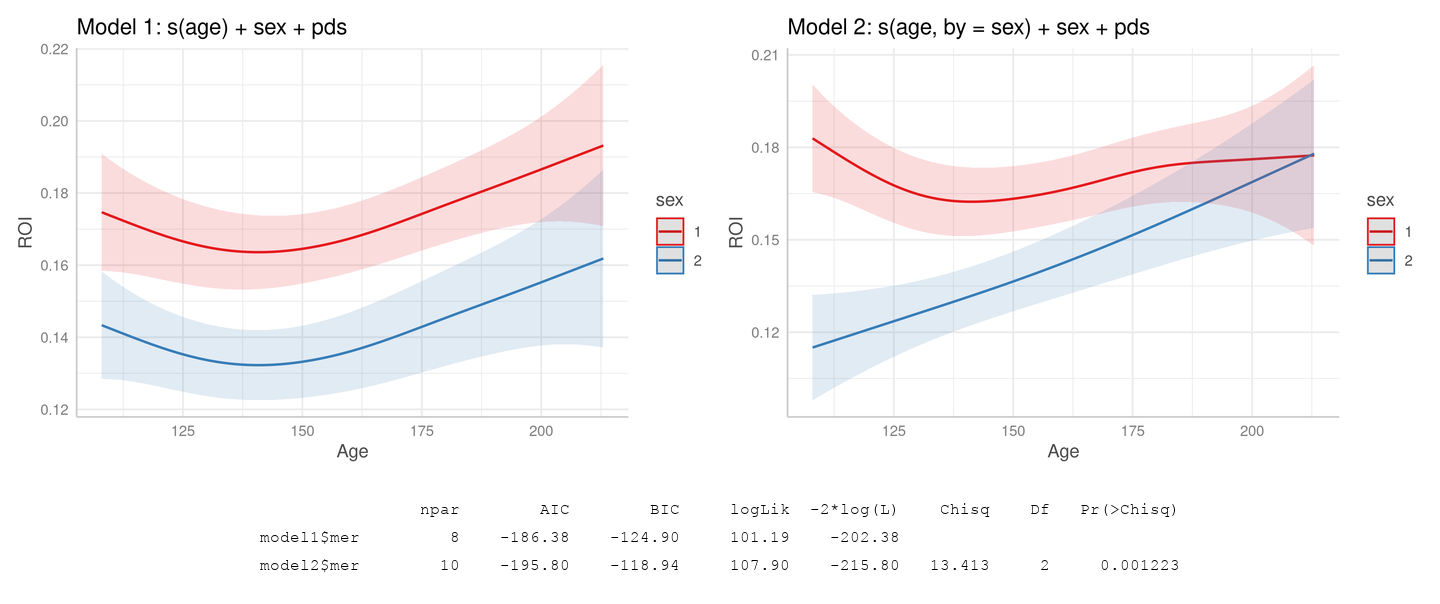 Model 1: s(age) + sex + pds
0.22
0.20
0.18
0.16
0.14
0.12
ROI
125 150 175 200
Age
sex
1
2
Model 2: s(age, by = sex) + sex + pds
0.21
0.18
0.15
0.12
ROI
125 150 175 200
Age
sex
1
2
npar AIC BIC logLik -2*log(L) Chisq Df Pr(>Chisq)
model1$mer 8 -186.38 -124.90 101.19 -202.38
model2$mer 10 -195.80 -118.94 107.90 -215.80 13.413 2 0.001223